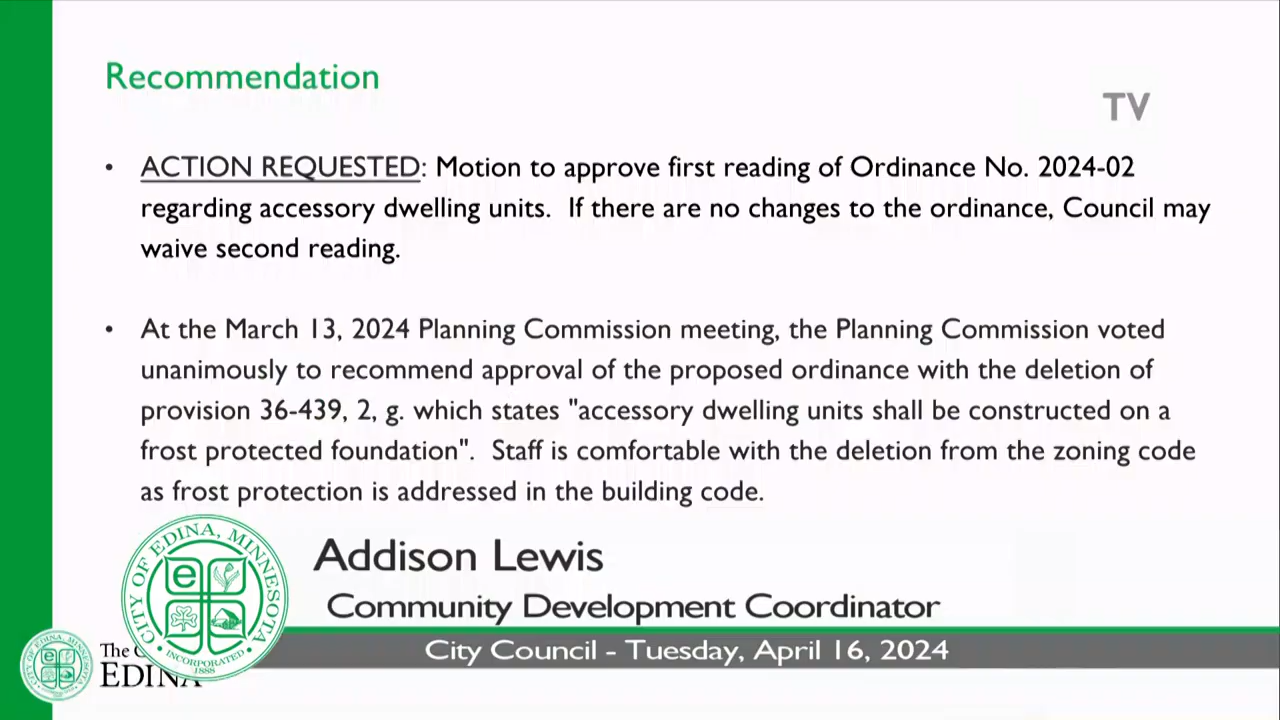 Recommendation
TV
• ACTION REQUESTED: Motion to approve first reading of Ordinance No. 2024-02
regarding accessory dwelling units. If there are no changes to the ordinance, Council may
waive second reading.
• At the March 13, 2024 Planning Commission meeting, the Planning Commission voted
unanimously to recommend approval of the proposed ordinance with the deletion of
provision 36-439, 2, g. which states "accessory dwelling units shall be constructed on a
frost protected foundation". Staff is comfortable with the deletion from the zoning code
as frost protection is addressed in the building code.
CITY OF EDINA, MINNESOTA
e
INCORPORATED
1888
Addison Lewis
Community Development Coordinator
City Council - Tuesday, April 16, 2024
The
EDINA